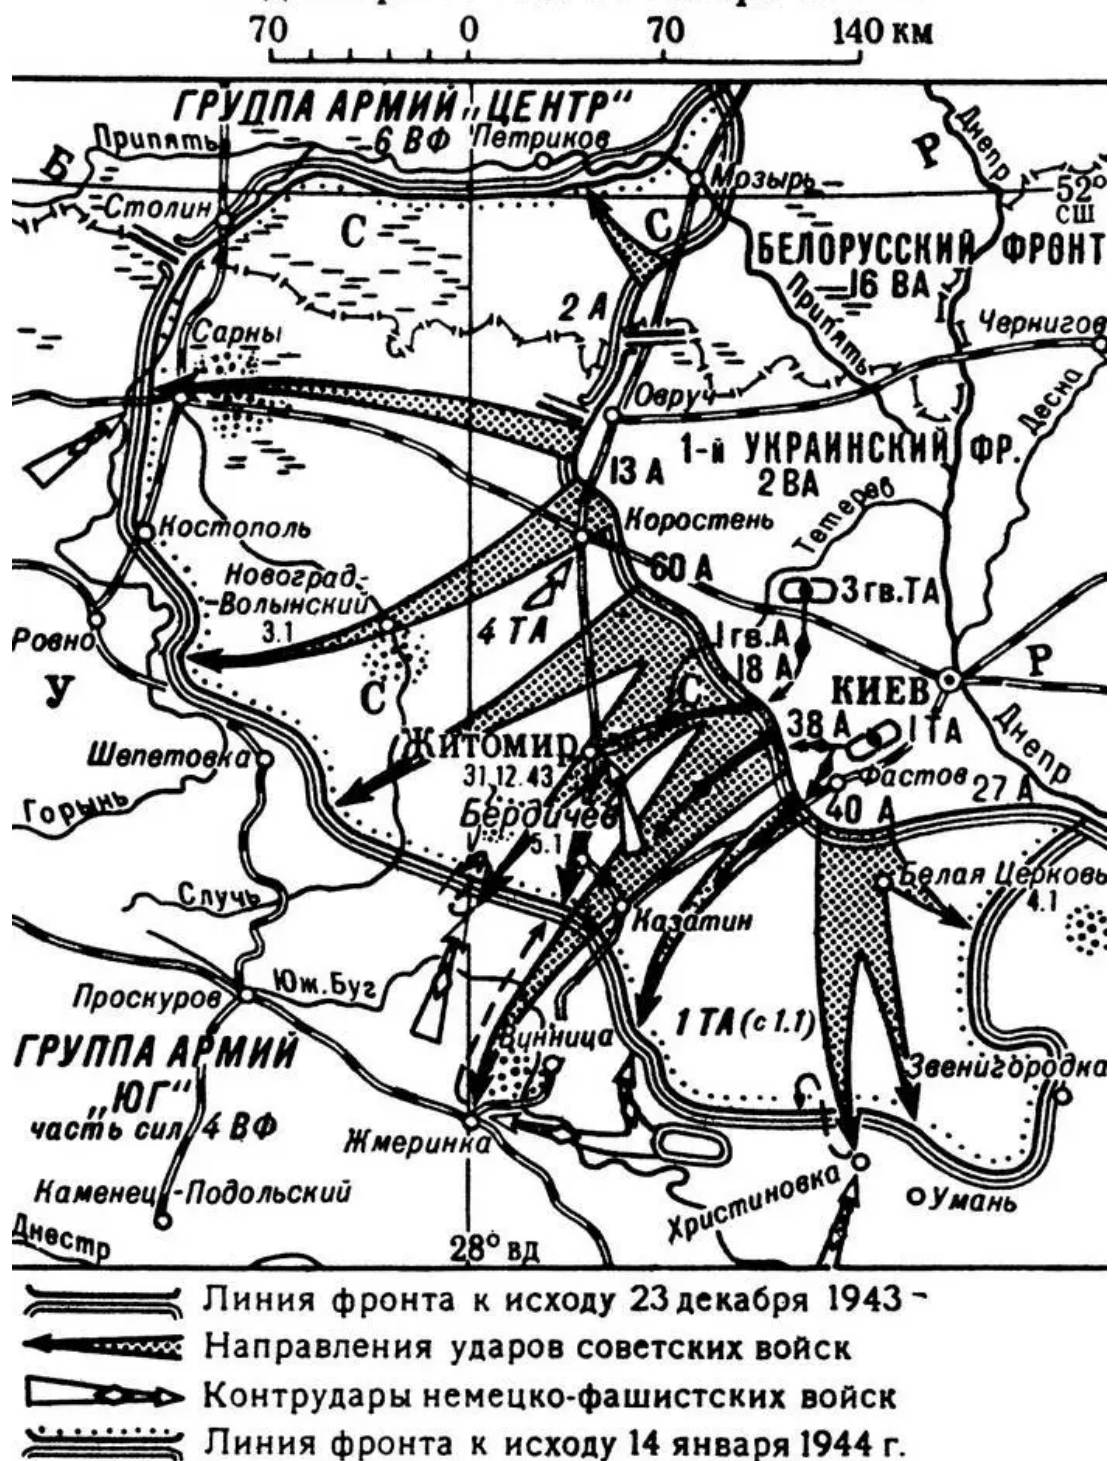 70 0 70 140 км
ГРУППА АРМИЙ „ЦЕНТР“
6 ВФ
Припять
Петриков
Мозырь
Днепр
Б
Р
52°
СШ
Столин
С
С
БЕЛОРУССКИЙ ФРОНТ
16 ВА
Припять
2 А
Чернигов
Сарны
Овруч
Десна
1-й УКРАИНСКИЙ ФР.
2 ВА
13 А
Тетерев
Костополь
Коростень
Новоград-
-Волынский
3.1
60 А
3 гв.ТА
4 ТА
Ровно
1 гв.А
18 А
У
С
С
КИЕВ
Р
Житомир
31.12.43
38 А
1 ТА
Днепр
Шепетовка
Фастов
27 А
Горынь
Бердичев
5.1
40 А
Белая Церковь
4.1
Случь
Казатин
Проскуров
Юж.Буг
1 ТА (с 1.1)
Винница
Звенигородка
ГРУППА АРМИЙ
„ЮГ“
часть сил 4 ВФ
Жмеринка
Каменец-Подольский
Христиновка
Умань
Днестр
28° ВД
Линия фронта к исходу 23 декабря 1943 -
Направления ударов советских войск
Контрудары немецко-фашистских войск
Линия фронта к исходу 14 января 1944 г.